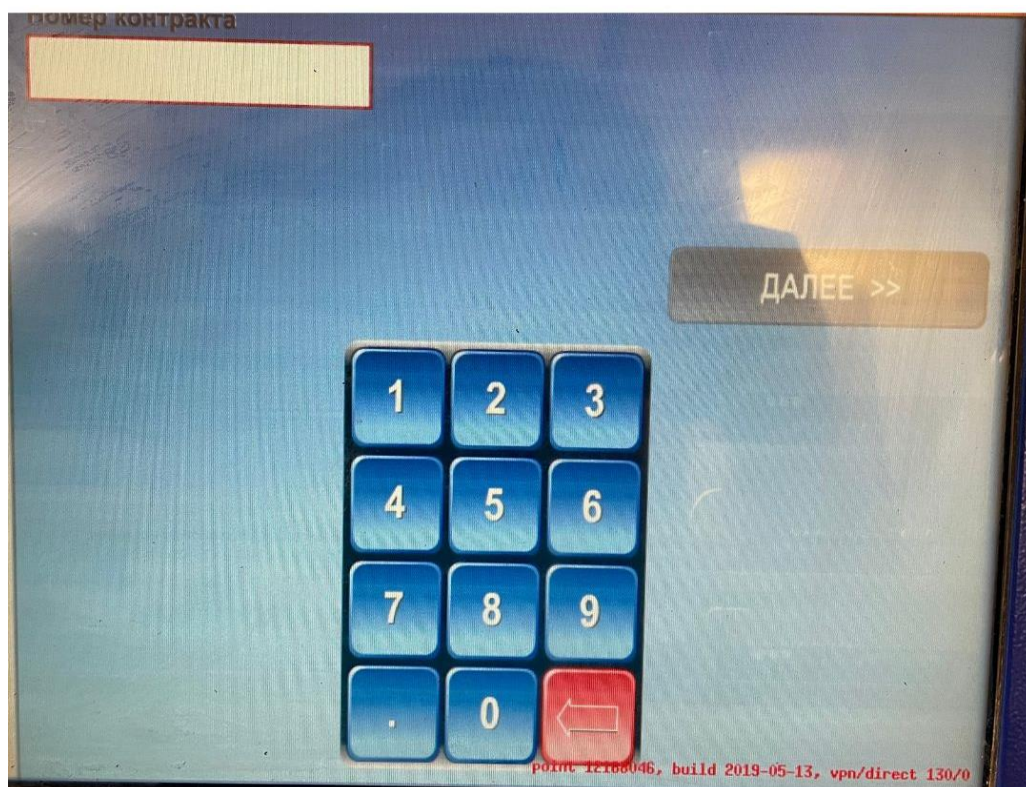 Номер контракта
ДАЛЕЕ >>
1 2 3
4 5 6
7 8 9
. 0
point 12168046, build 2019-05-13, vpn/direct 130/0